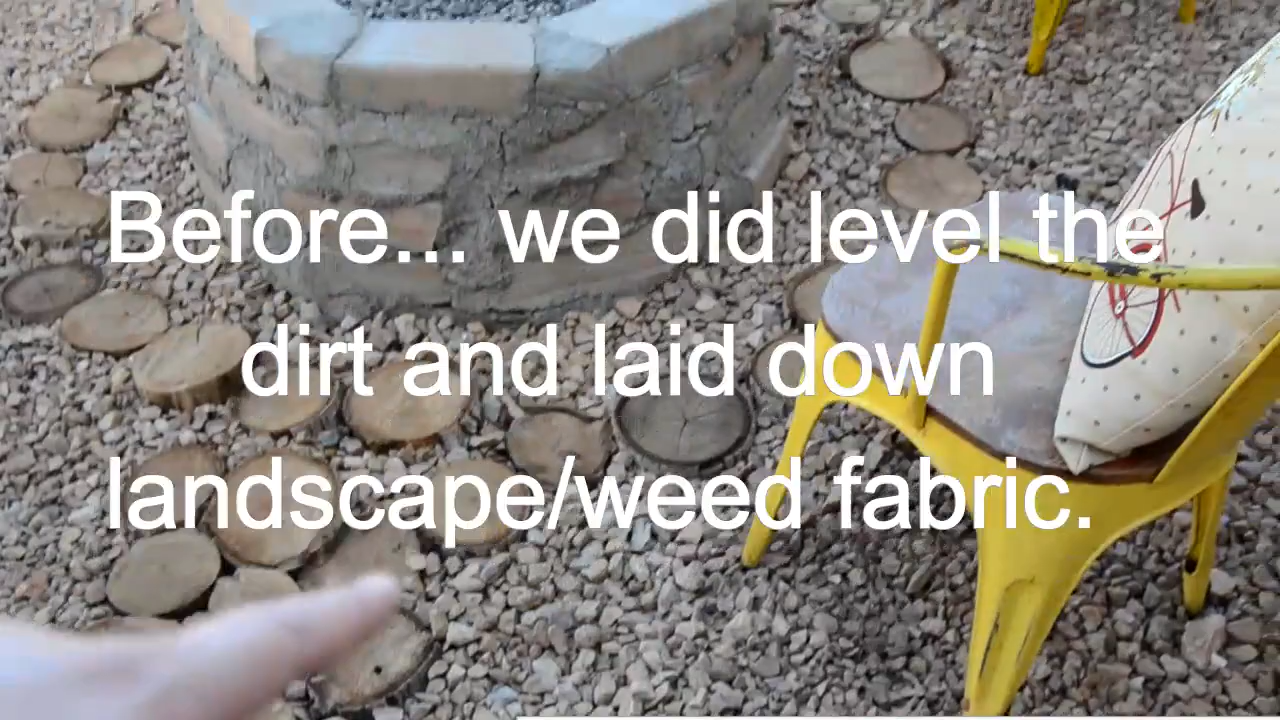 Before... we did level the
dirt and laid down
landscape/weed fabric.